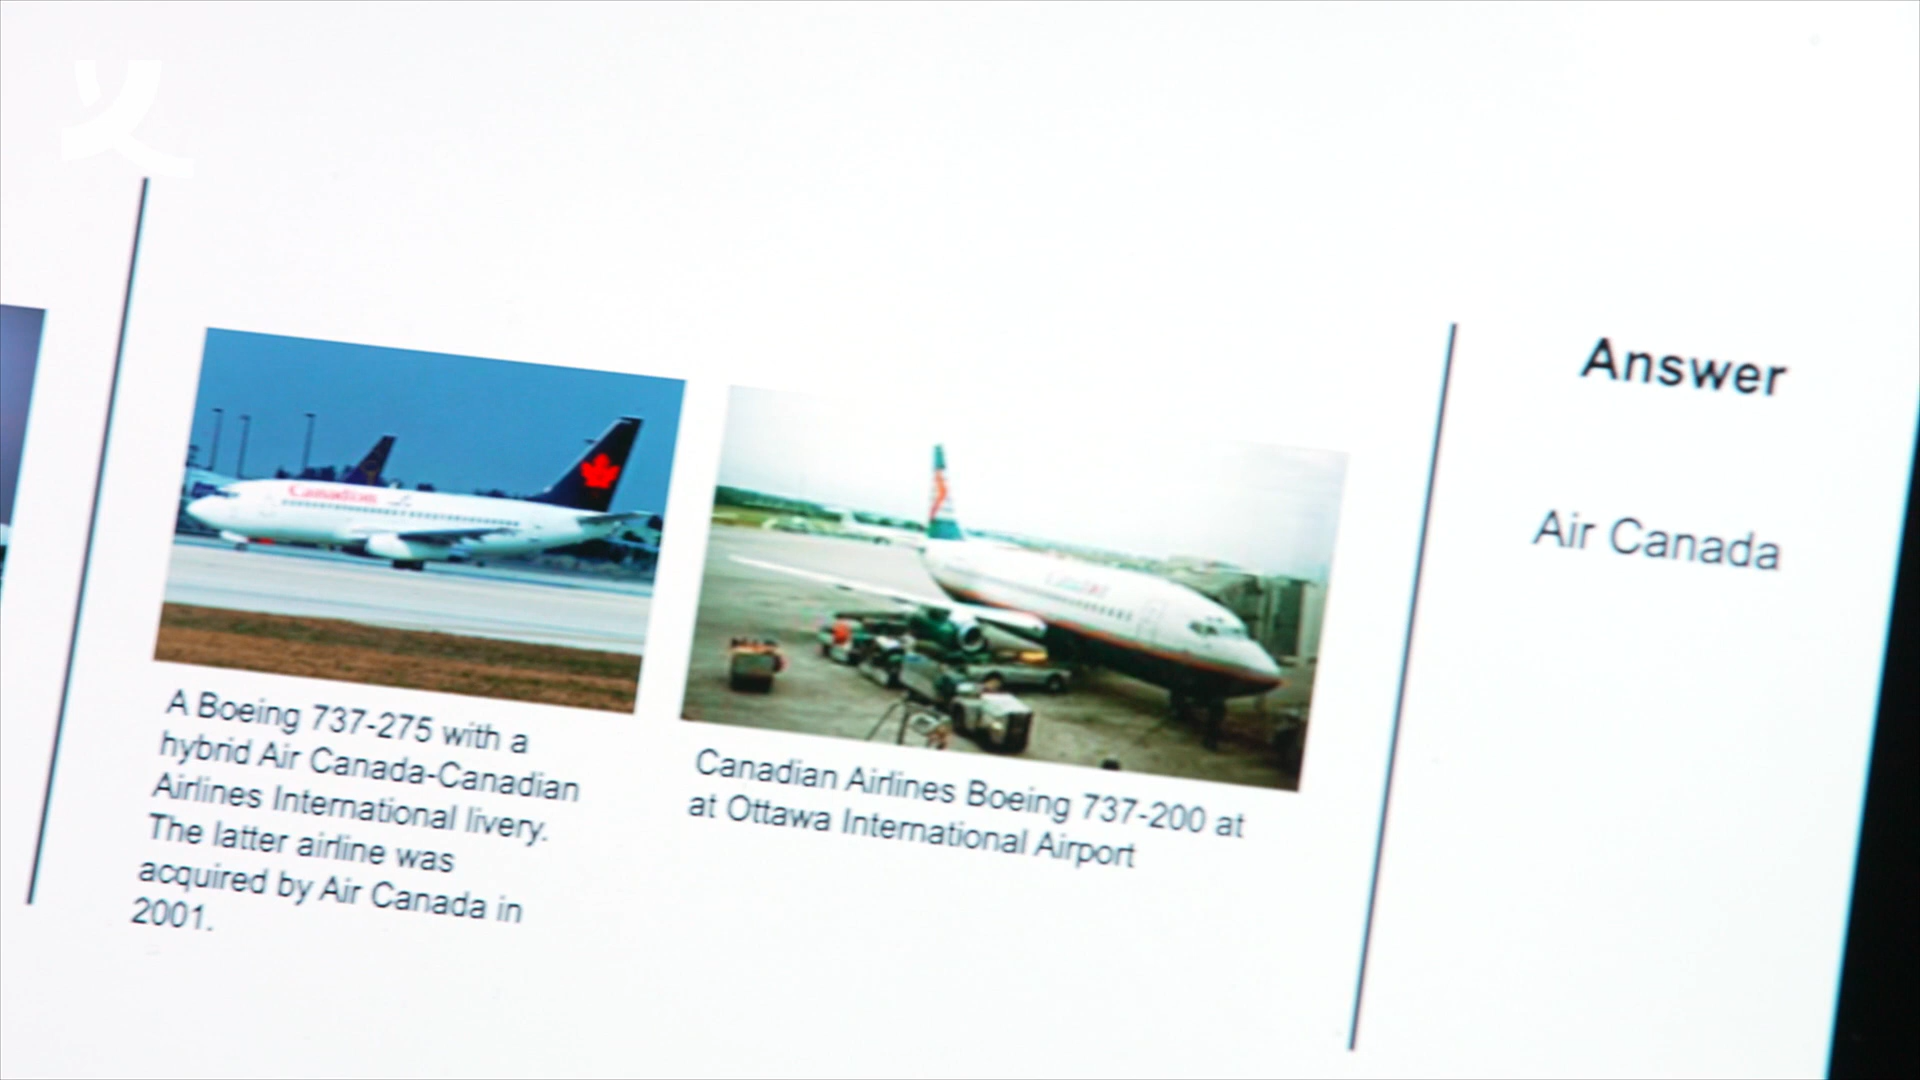 A Boeing 737-275 with a
hybrid Air Canada-Canadian
Airlines International livery.
The latter airline was
acquired by Air Canada in
2001.
Canadian
Canadian Airlines Boeing 737-200 at
at Ottawa International Airport
Answer
Air Canada